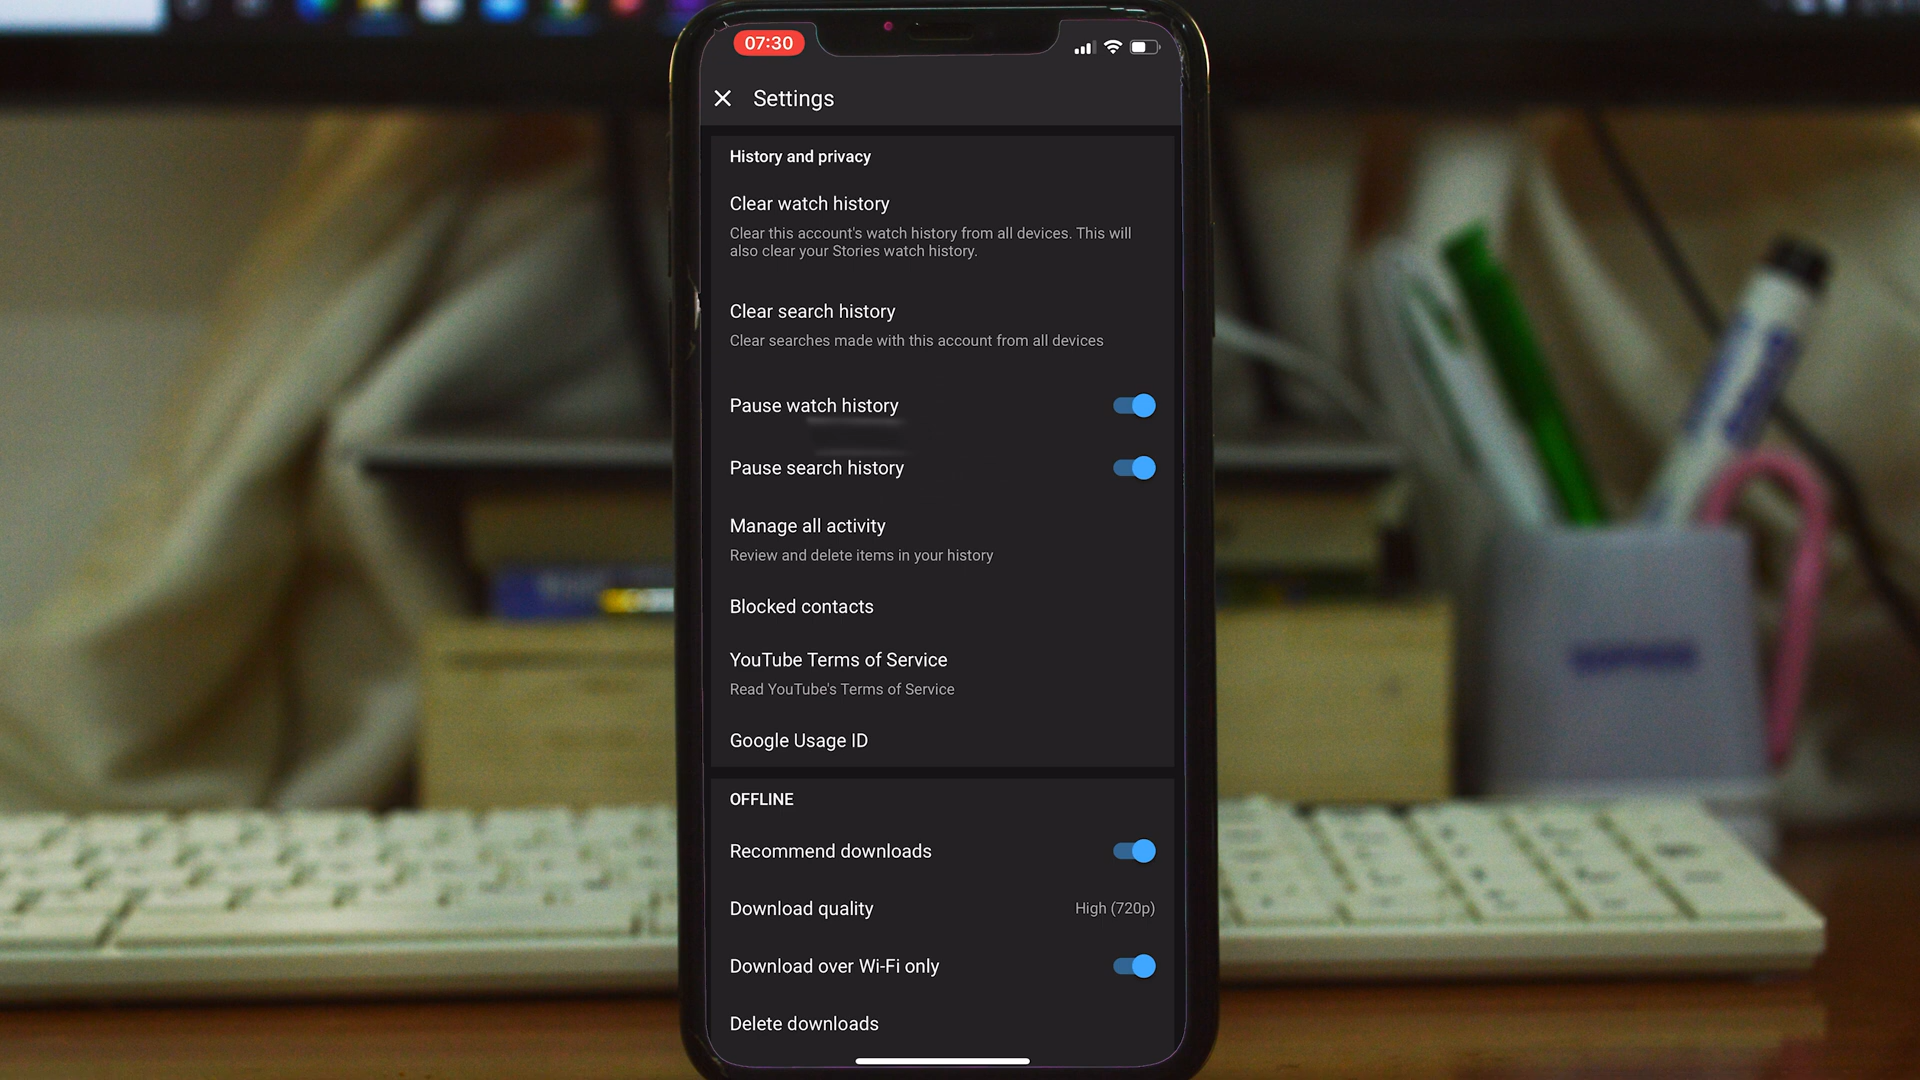 07:30
Settings
History and privacy
Clear watch history
Clear this account's watch history from all devices. This will
also clear your Stories watch history.
Clear search history
Clear searches made with this account from all devices
Pause watch history
Pause search history
Manage all activity
Review and delete items in your history
Blocked contacts
YouTube Terms of Service
Read YouTube's Terms of Service
Google Usage ID
OFFLINE
Recommend downloads
Download quality High (720p)
Download over Wi-Fi only
Delete downloads